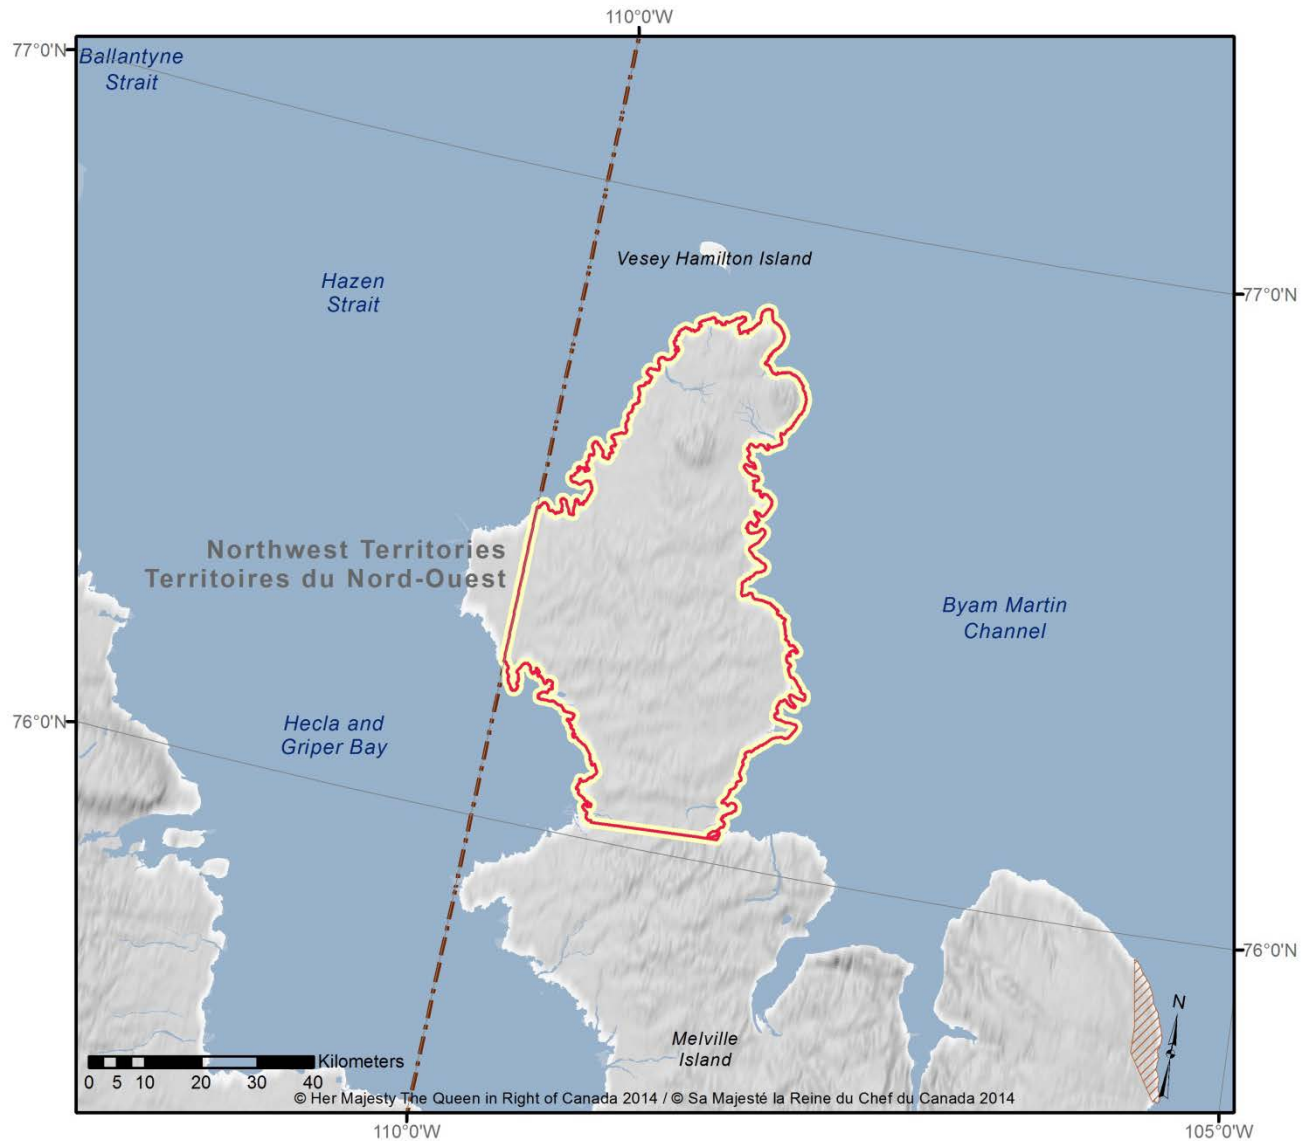 110°0'W
77°0'N
Ballantyne
Strait
Vesey Hamilton Island
Hazen
Strait
77°0'N
Northwest Territories
Territoires du Nord-Ouest
Byam Martin
Channel
76°0'N
Hecla and
Griper Bay
76°0'N
N
Melville
Island
Kilometers
0 5 10 20 30 40
© Her Majesty The Queen in Right of Canada 2014 / © Sa Majesté la Reine du Chef du Canada 2014
110°0'W
105°0'W